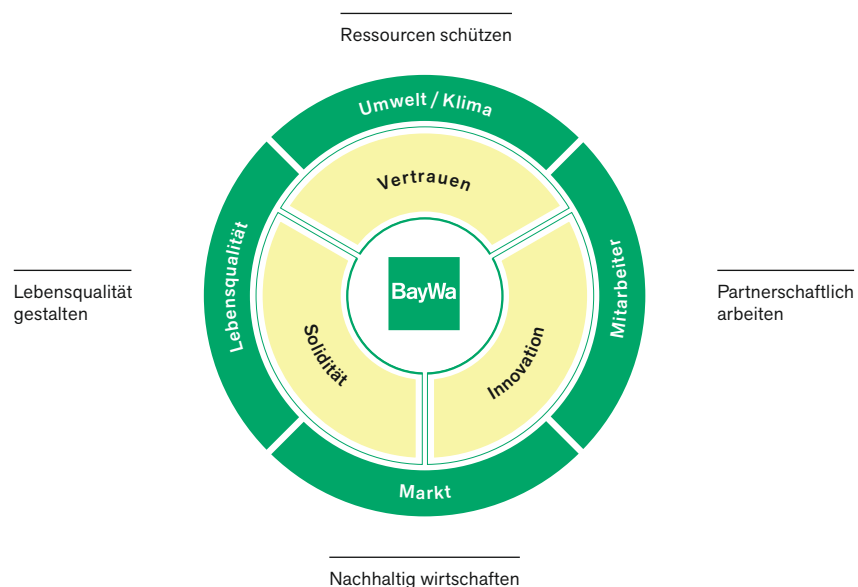 Ressourcen schützen
Umwelt / Klima
Vertrauen
Lebensqualität
gestalten
Lebensqualität
BayWa
Mitarbeiter
Partnerschaftlich
arbeiten
Solidität
Innovation
Markt
Nachhaltig wirtschaften